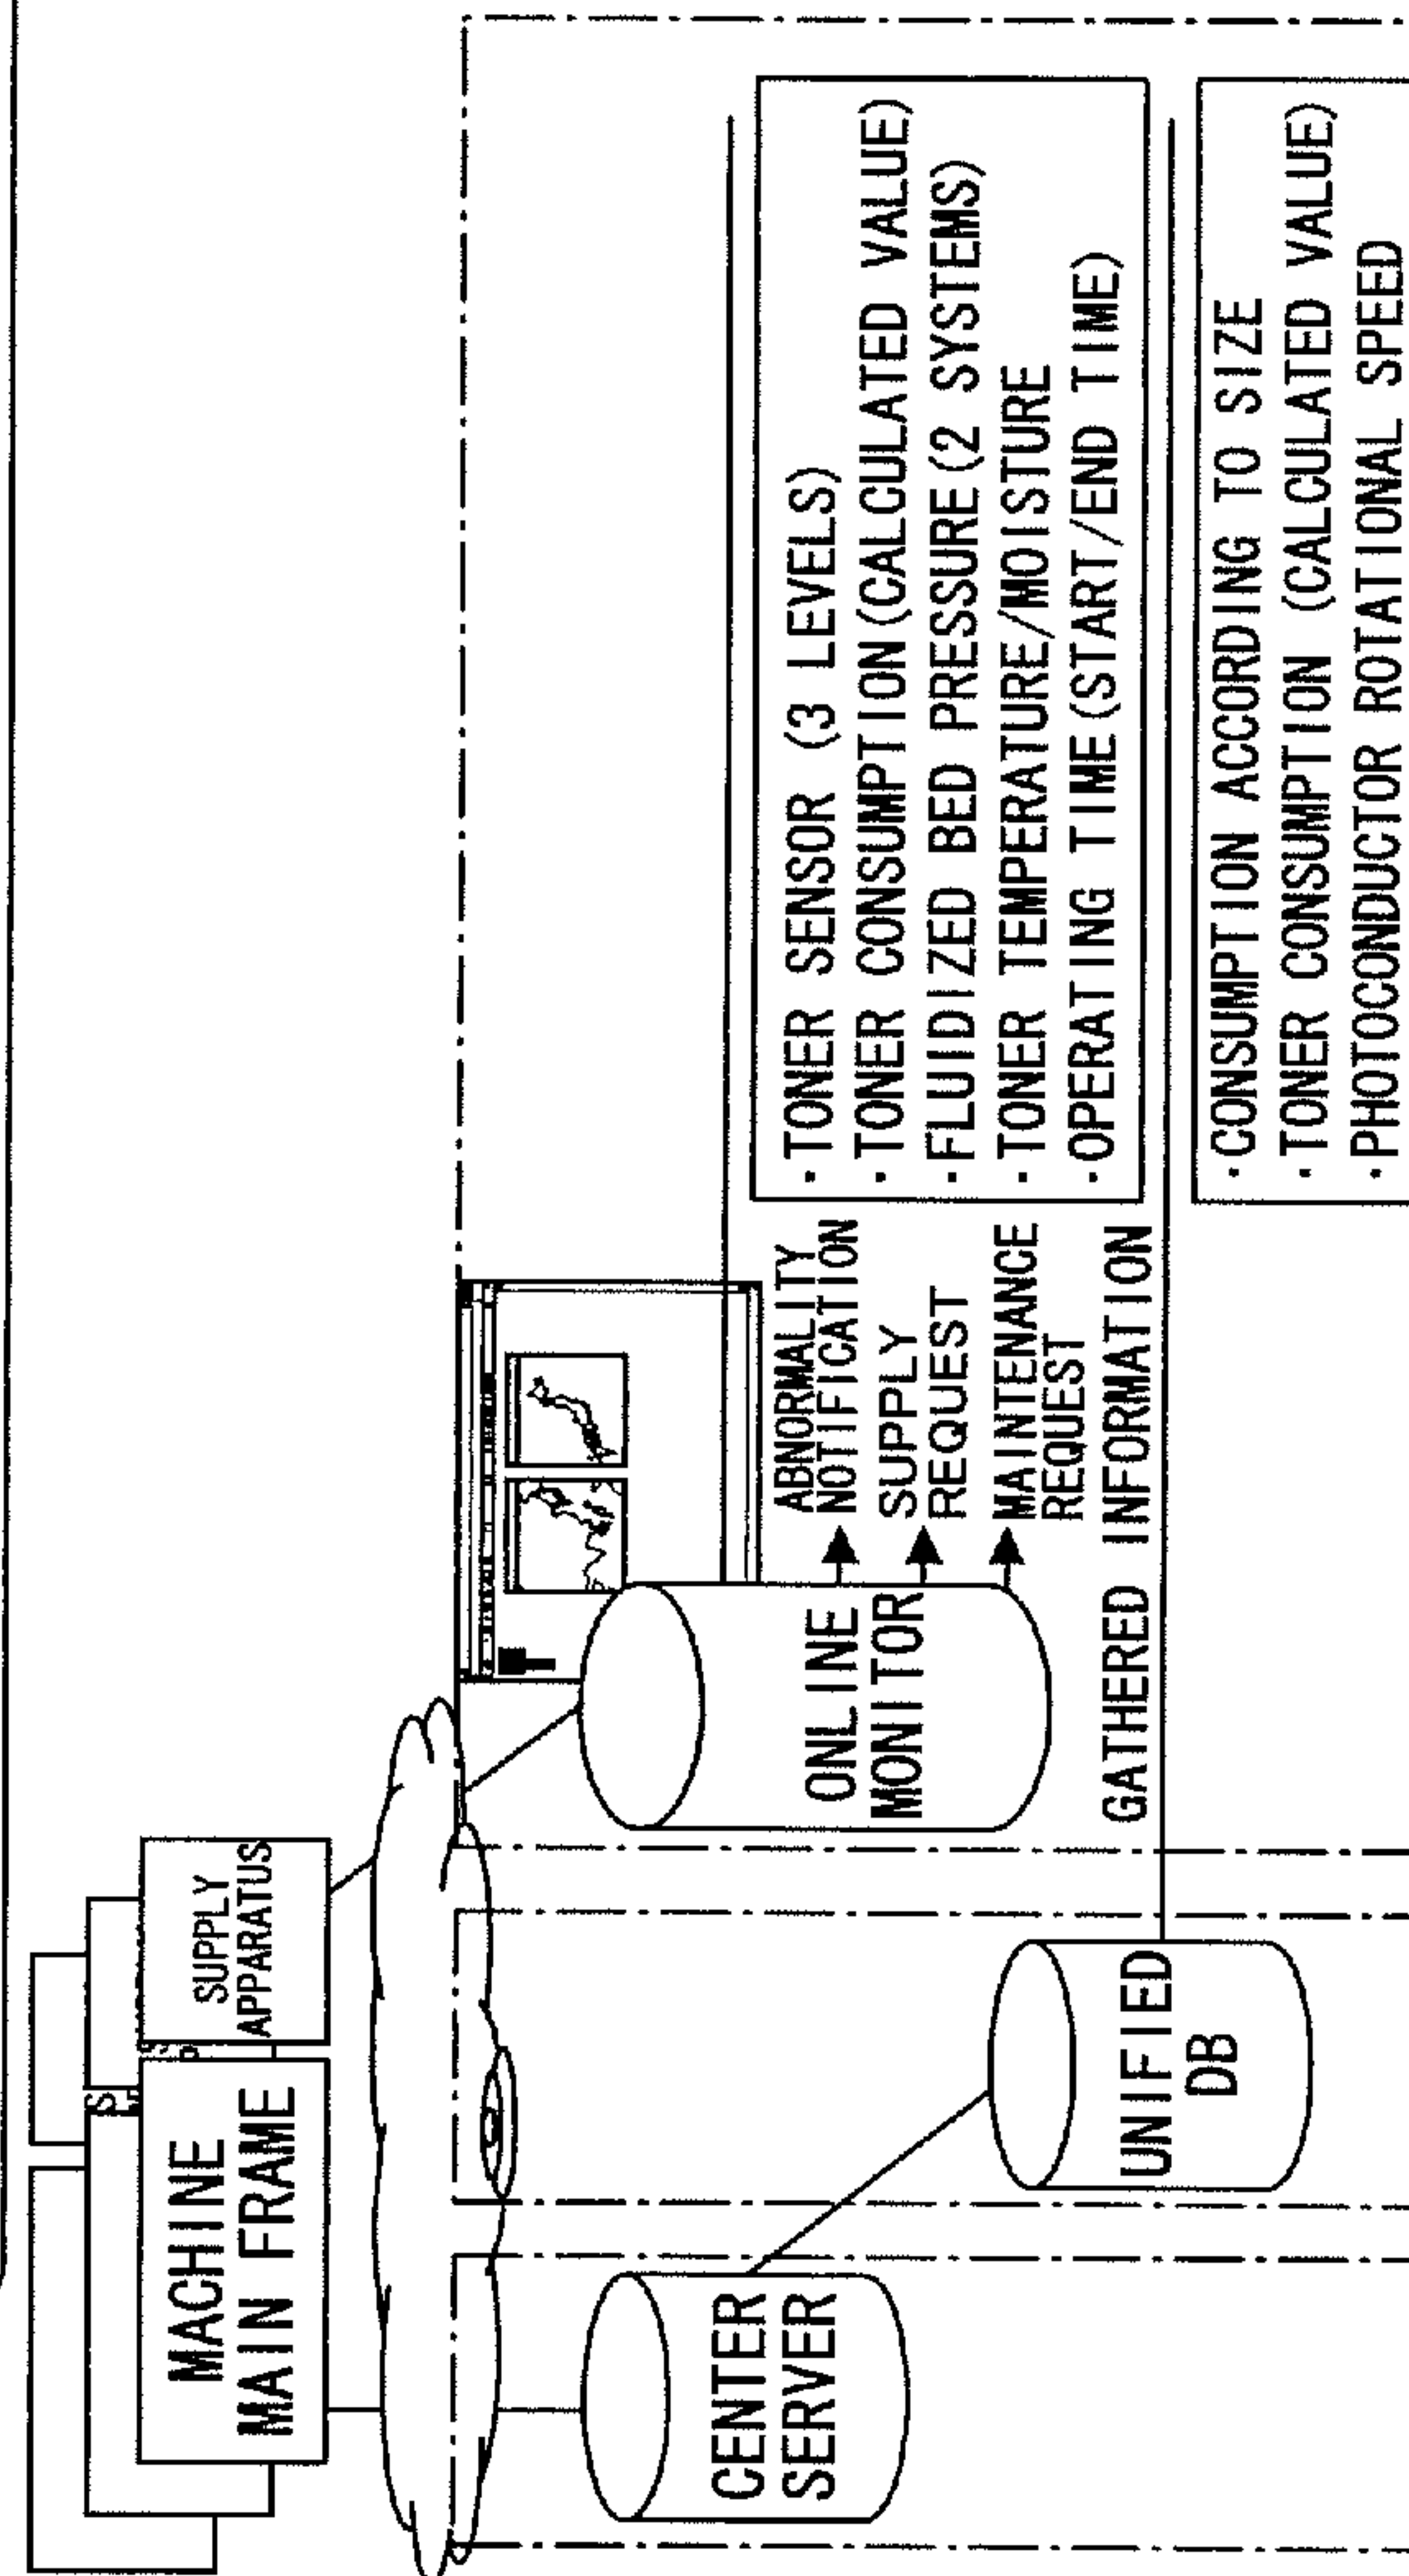 MACHINE
MAIN FRAME
SUPPLY
APPARATUS
S
S
P
CENTER
SERVER
UNIFIED
DB
ONLINE
MONITOR
ABNORMALITY
NOTIFICATION
SUPPLY
REQUEST
MAINTENANCE
REQUEST
GATHERED INFORMATION
・TONER SENSOR (3 LEVELS)
・TONER CONSUMPTION(CALCULATED VALUE)
・FLUIDIZED BED PRESSURE(2 SYSTEMS)
・TONER TEMPERATURE/MOISTURE
・OPERATING TIME(START/END TIME)
・CONSUMPTION ACCORDING TO SIZE
・TONER CONSUMPTION (CALCULATED VALUE)
・PHOTOCONDUCTOR ROTATIONAL SPEED